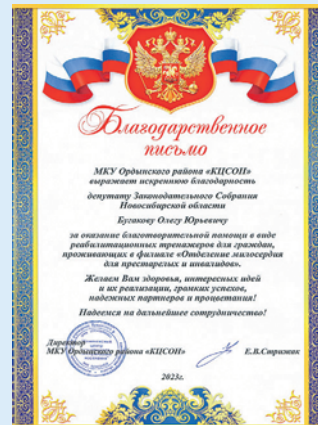 Благодарственное
письмо
МКУ Ордынского района «КЦСОН»
выражает искреннюю благодарность
депутату Законодательного Собрания
Новосибирской области
Бугакову Олегу Юрьевичу
за оказание благотворительной помощи в виде
реабилитационных тренажеров для граждан,
проживающих в филиале «Отделение милосердия
для престарелых и инвалидов».
Желаем Вам здоровья, интересных идей
и их реализации, громких успехов,
надежных партнеров и процветания!
Надеемся на дальнейшее сотрудничество!
Директор
МКУ Ордынского района «КЦСОН» Е.В.Стрижак
2023г.